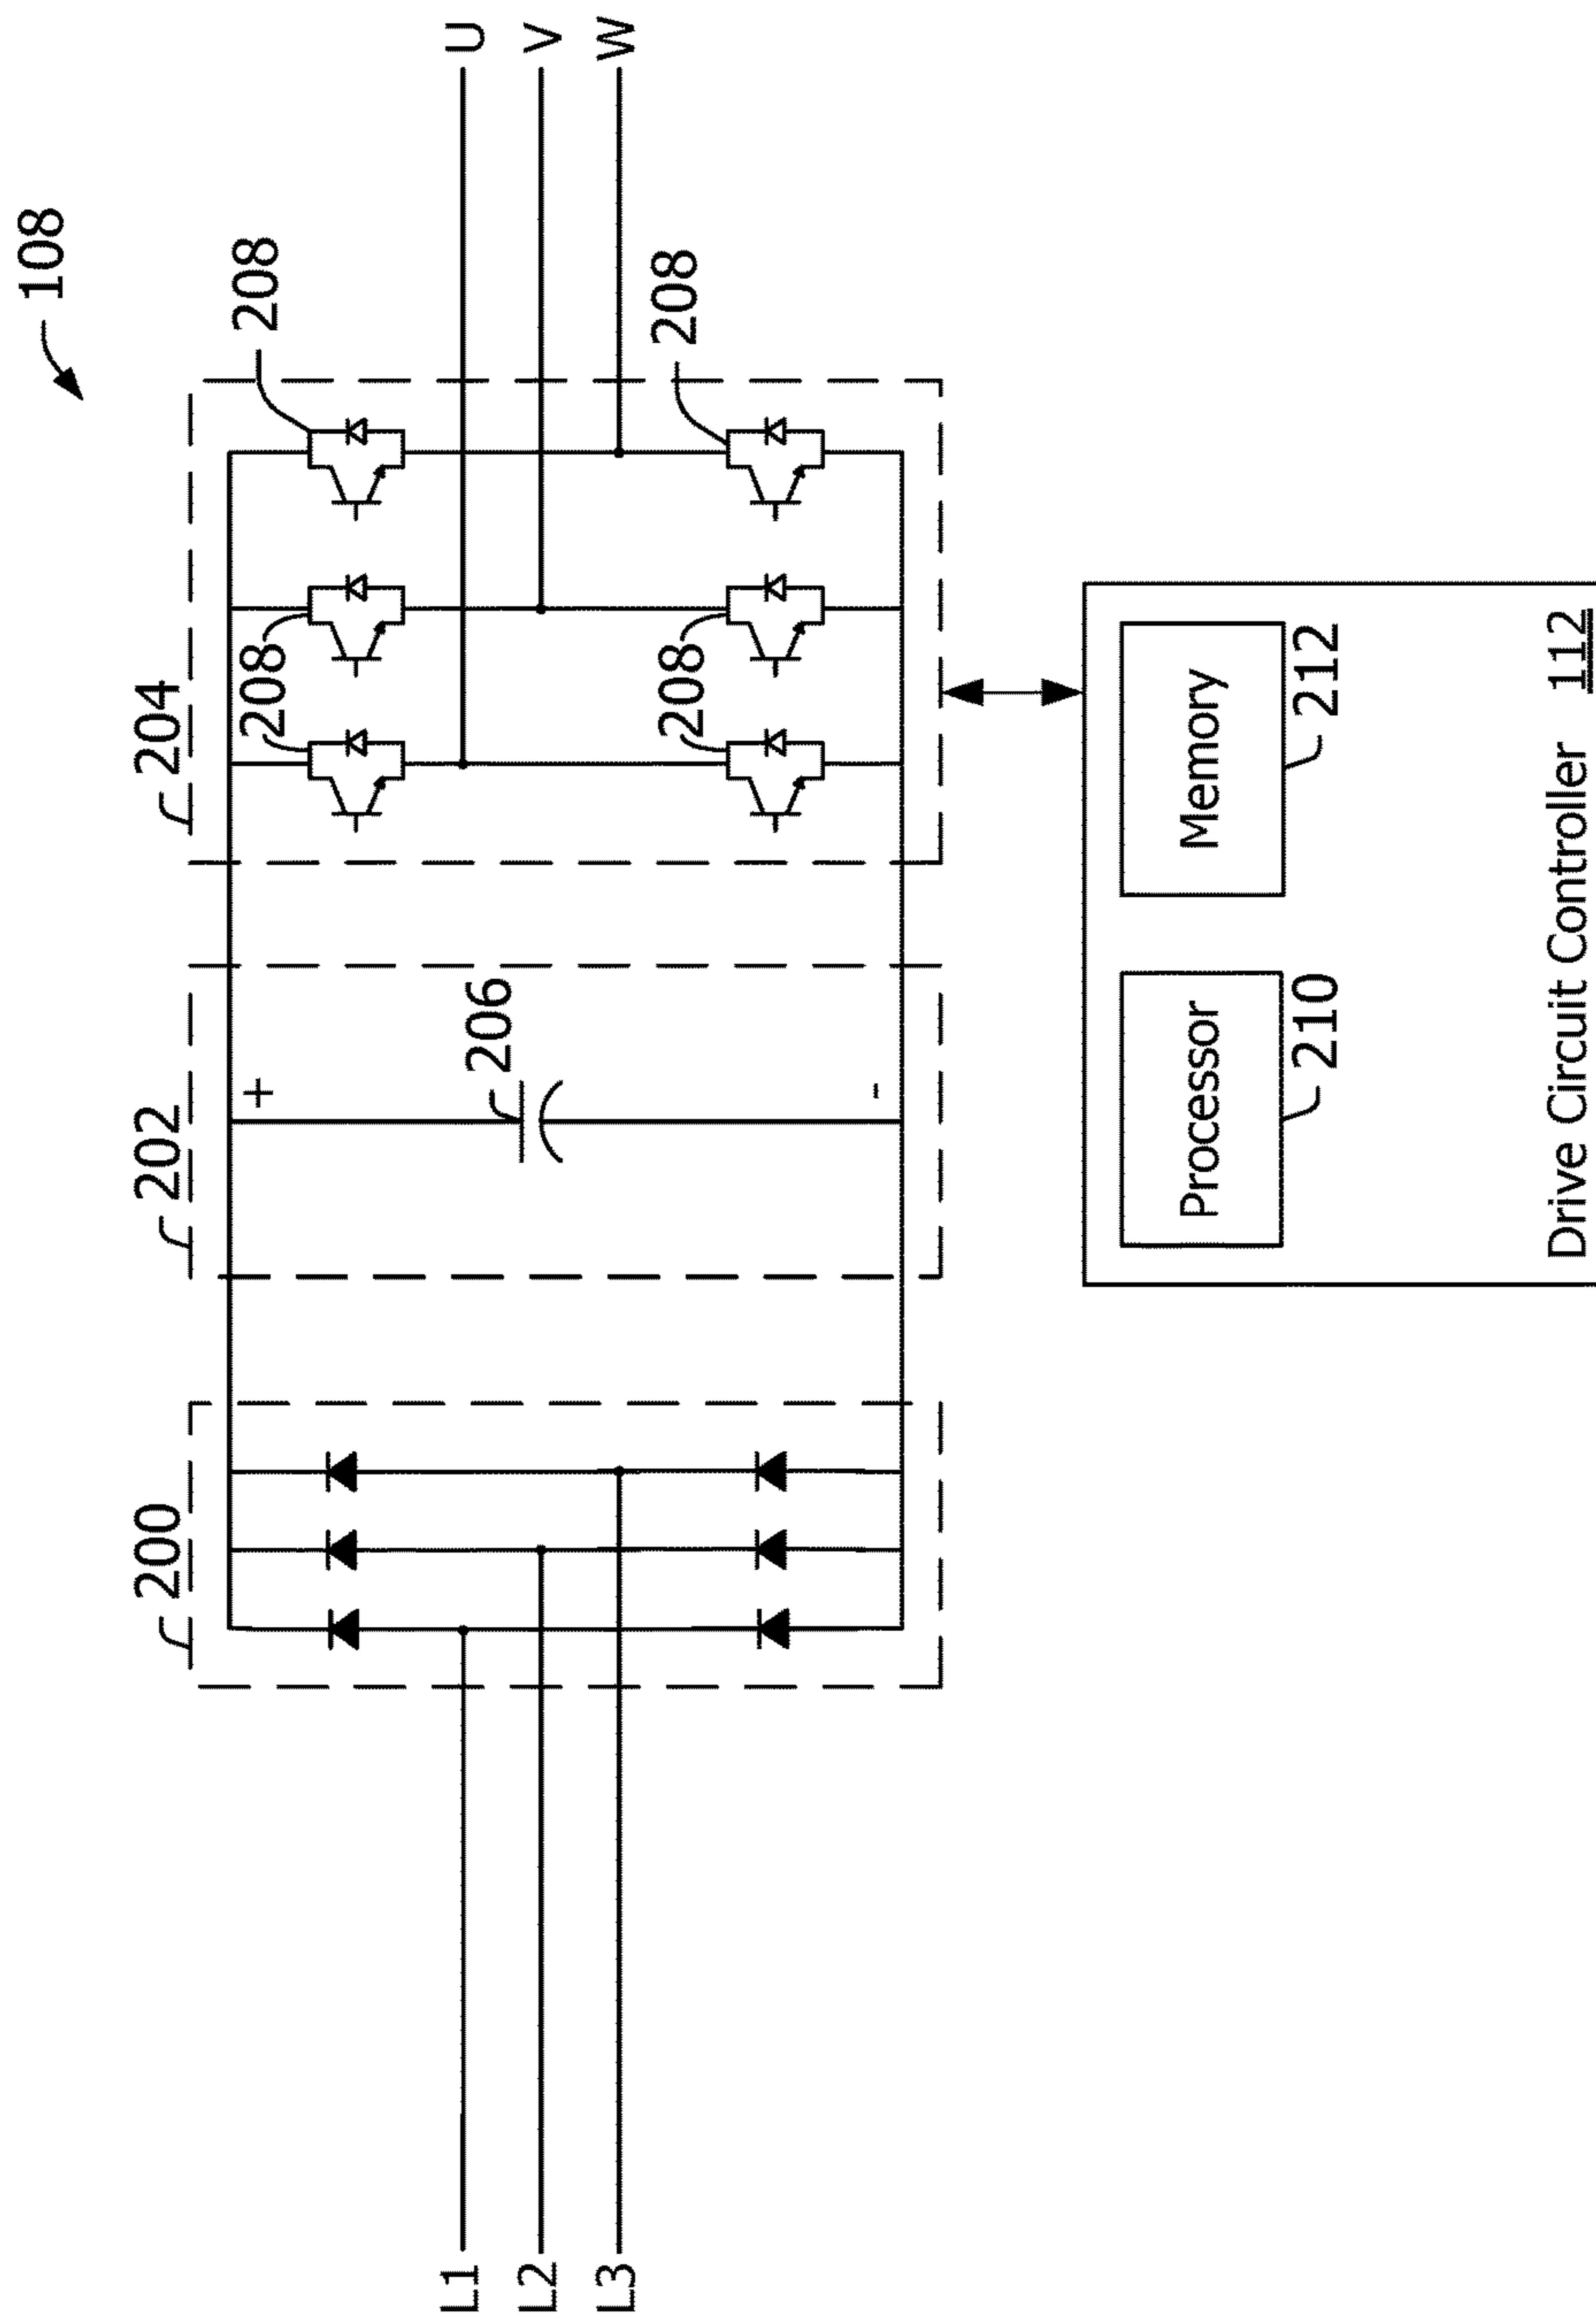 108
200
202
204
208
208
208
208
206
+
-
L1
L2
L3
U
V
W
Processor
210
Memory
212
Drive Circuit Controller 112